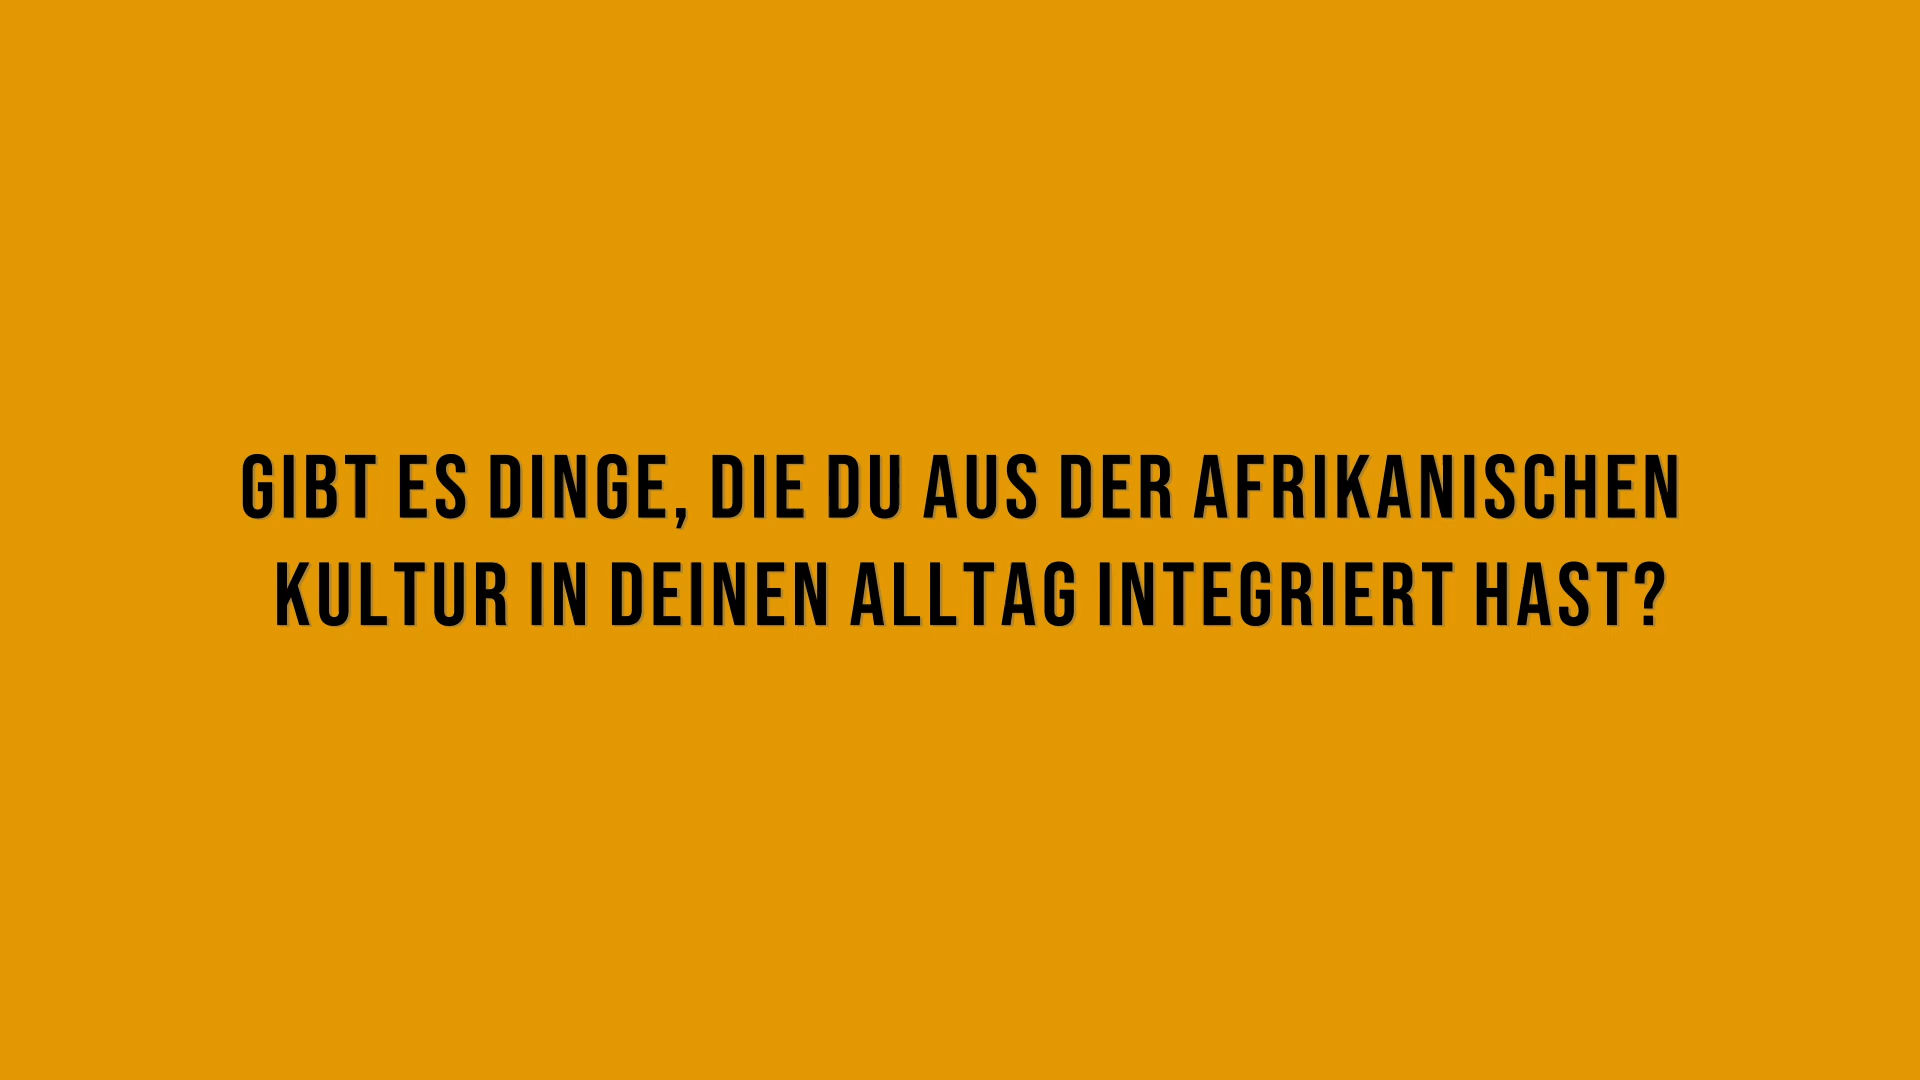 GIBT ES DINGE, DIE DU AUS DER AFRIKANISCHEN
KULTUR IN DEINEN ALLTAG INTEGRIERT HAST?